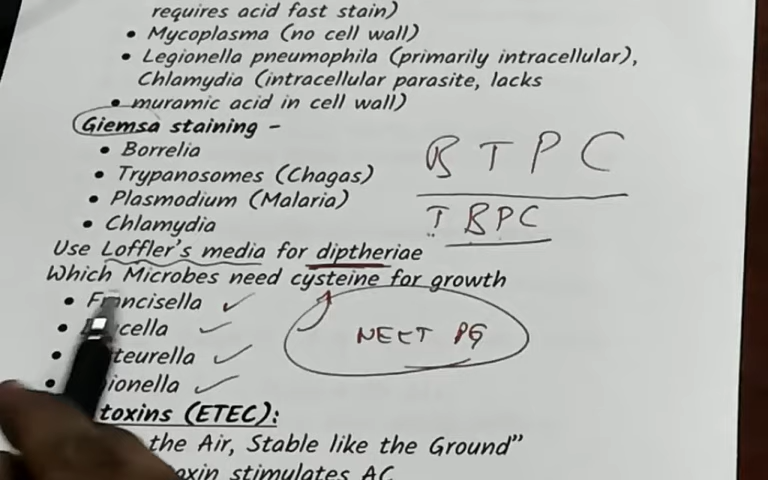 requires acid fast stain)
• Mycoplasma (no cell wall)
• Legionella pneumophila (primarily intracellular),
Chlamydia (intracellular parasite, lacks
• muramic acid in cell wall)
Giemsa staining -
• Borrelia
• Trypanosomes (Chagas)
• Plasmodium (Malaria)
• Chlamydia
B T P C
T BPC
Use Loffler's media for diptheriae
Which Microbes need cysteine for growth
• Francisella
• cella
• teurella
• ionella
NEET PG
toxins (ETEC):
the Air, Stable like the Ground”
oxin stimulates AC